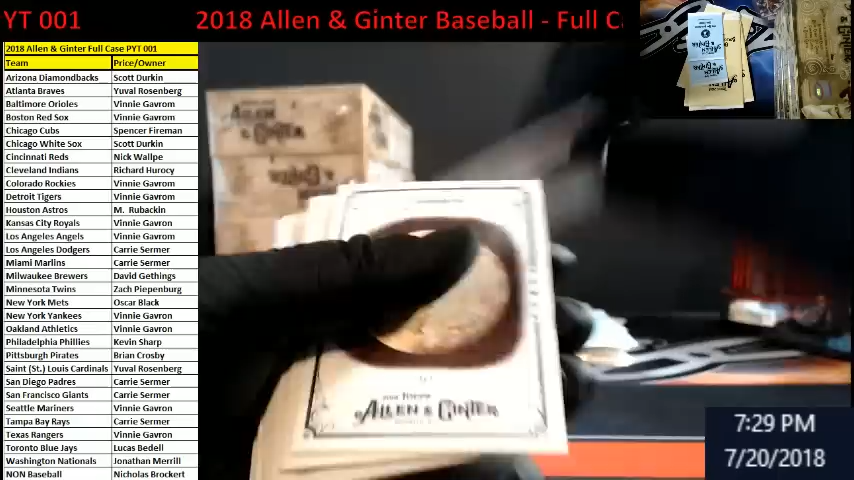 YT 001
2018 Allen & Ginter Baseball - Full Ca
2018 Allen & Ginter Full Case PYT 001
Team Price/Owner
Arizona Diamondbacks Scott Durkin
Atlanta Braves Yuval Rosenberg
Baltimore Orioles Vinnie Gavrom
Boston Red Sox Vinnie Gavrom
Chicago Cubs Spencer Fireman
Chicago White Sox Scott Durkin
Cincinnati Reds Nick Wallpe
Cleveland Indians Richard Hurocy
Colorado Rockies Vinnie Gavrom
Detroit Tigers Vinnie Gavrom
Houston Astros M. Rubackin
Kansas City Royals Vinnie Gavron
Los Angeles Angels Vinnie Gavrom
Los Angeles Dodgers Carrie Sermer
Miami Marlins Carrie Sermer
Milwaukee Brewers David Gethings
Minnesota Twins Zach Piepenburg
New York Mets Oscar Black
New York Yankees Vinnie Gavron
Oakland Athletics Vinnie Gavron
Philadelphia Phillies Kevin Sharp
Pittsburgh Pirates Brian Crosby
Saint (St.) Louis Cardinals Yuval Rosenberg
San Diego Padres Carrie Sermer
San Francisco Giants Carrie Sermer
Seattle Mariners Vinnie Gavron
Tampa Bay Rays Carrie Sermer
Texas Rangers Vinnie Gavron
Toronto Blue Jays Lucas Bedell
Washington Nationals Jonathan Merrill
NON Baseball Nicholas Brockert
Allen & Ginter
Allen & Ginter
7:29 PM
7/20/2018